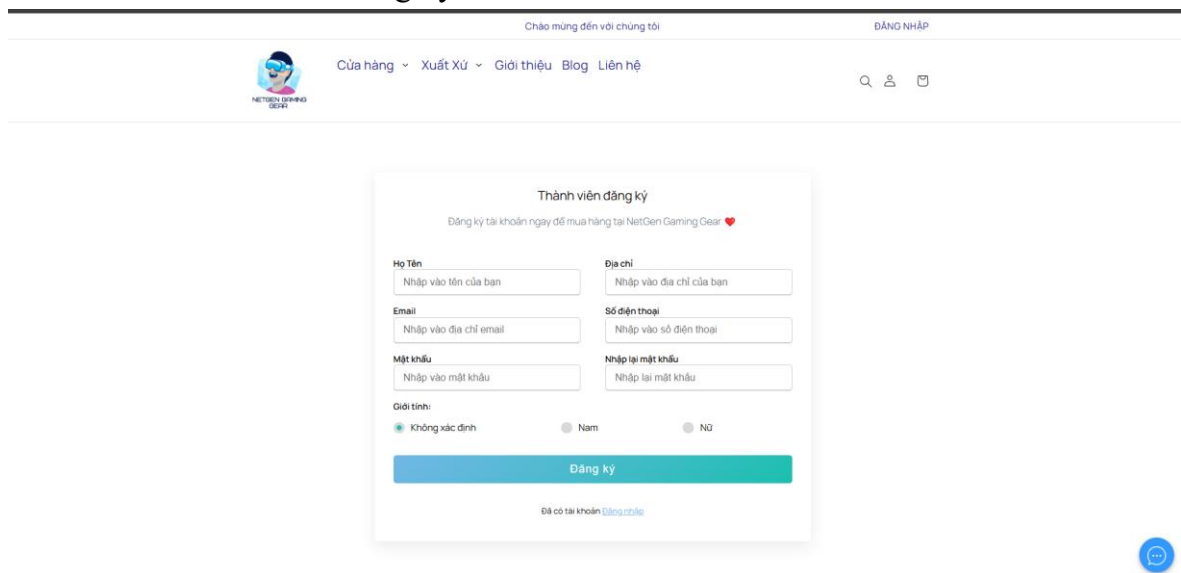 Chào mừng đến với chúng tôi
ĐĂNG NHẬP
NETGEN GAMING
GEAR
Cửa hàng Xuất Xứ Giới thiệu Blog Liên hệ
Thành viên đăng ký
Đăng ký tài khoản ngay để mua hàng tại NetGen Gaming Gear ❤
Họ Tên Địa chỉ
Nhập vào tên của bạn Nhập vào địa chỉ của bạn
Email Số điện thoại
Nhập vào địa chỉ email Nhập vào số điện thoại
Mật khẩu Nhập lại mật khẩu
Nhập vào mật khẩu Nhập lại mật khẩu
Giới tính:
Không xác định Nam Nữ
Đăng ký
Đã có tài khoản Đăng nhập